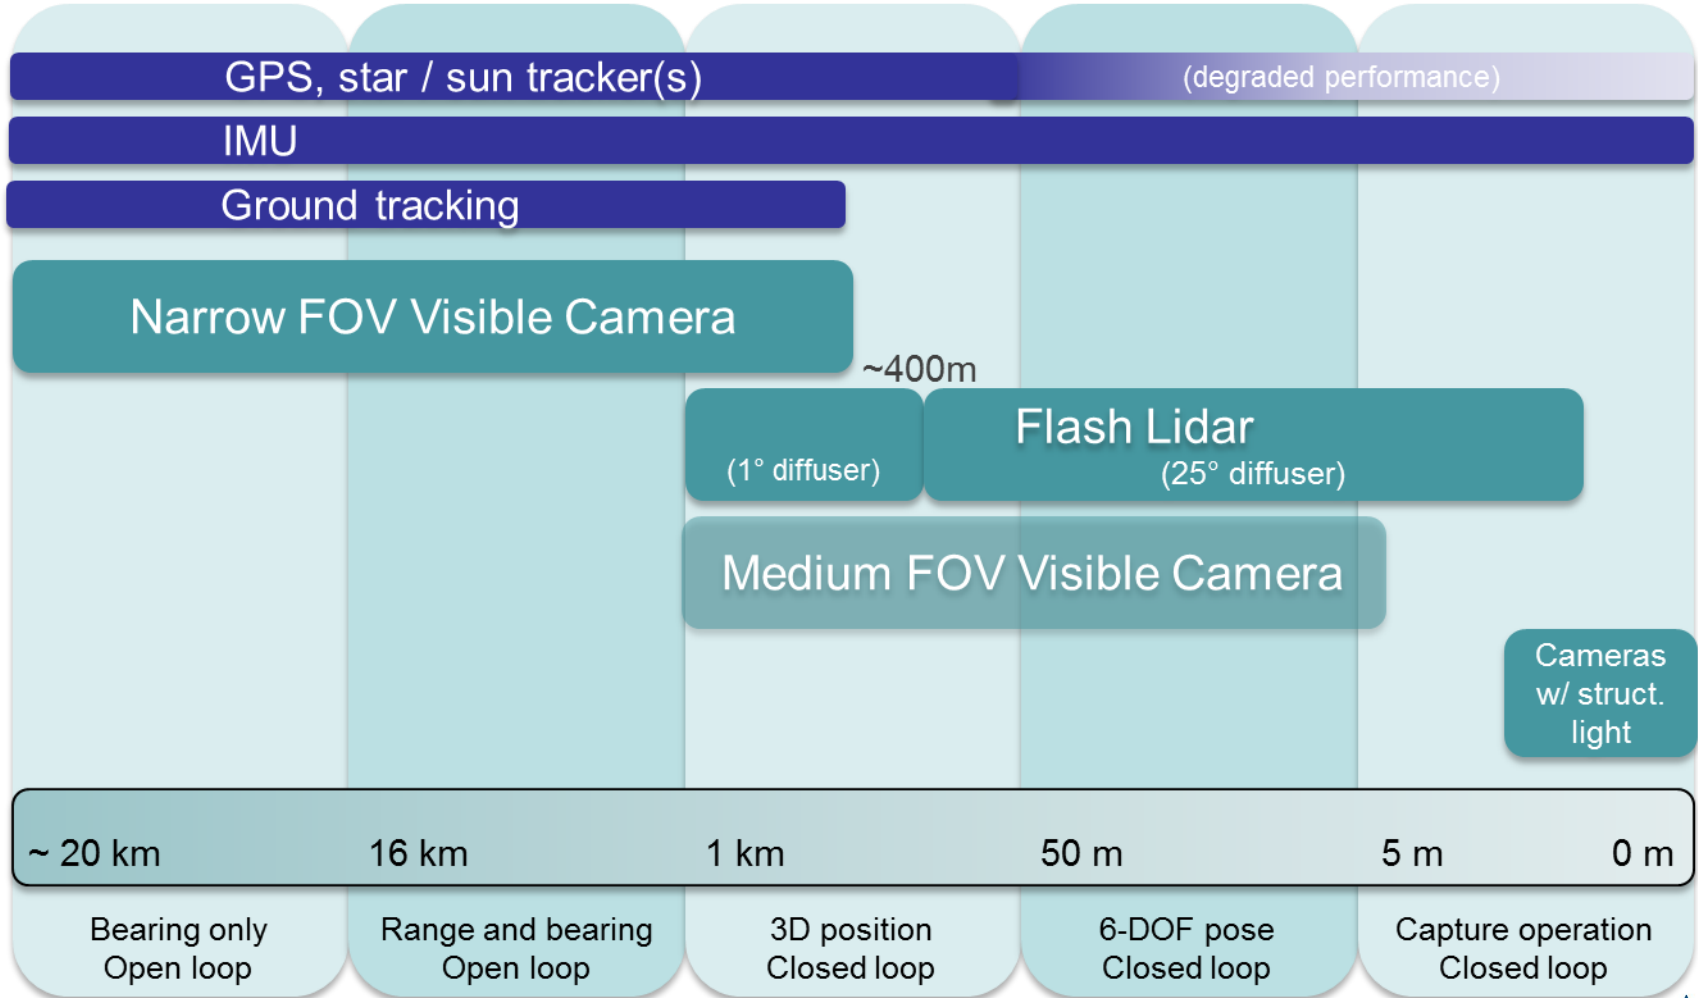 GPS, star / sun tracker(s)
(degraded performance)
IMU
Ground tracking
Narrow FOV Visible Camera
~400m
Flash Lidar
(1° diffuser)
(25° diffuser)
Medium FOV Visible Camera
Cameras
w/ struct.
light
~ 20 km
16 km
1 km
50 m
5 m
0 m
Bearing only
Open loop
Range and bearing
Open loop
3D position
Closed loop
6-DOF pose
Closed loop
Capture operation
Closed loop